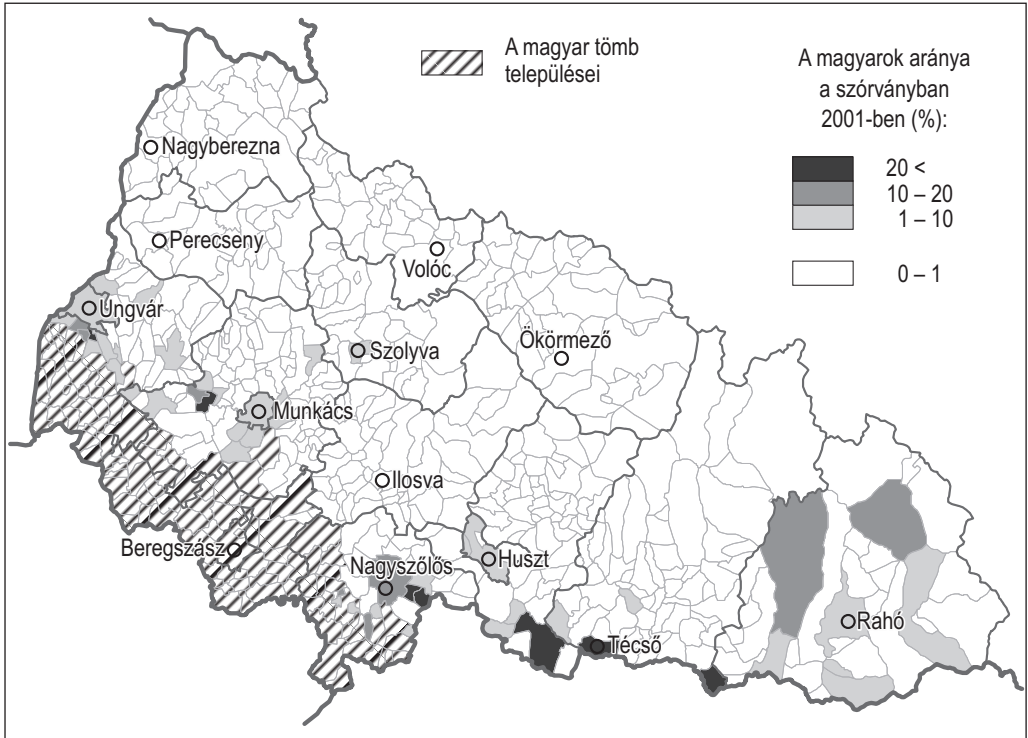 A magyar tömb
települései
A magyarok aránya
a szórványban
2001-ben (%):
20 <
10 – 20
1 – 10
0 – 1
Nagyberezna
Perecseny
Volóc
Ungvár
Szolyva
Ökörmező
Munkács
Ilosva
Beregszász
Nagyszőlős
Huszt
Rahó
Técső